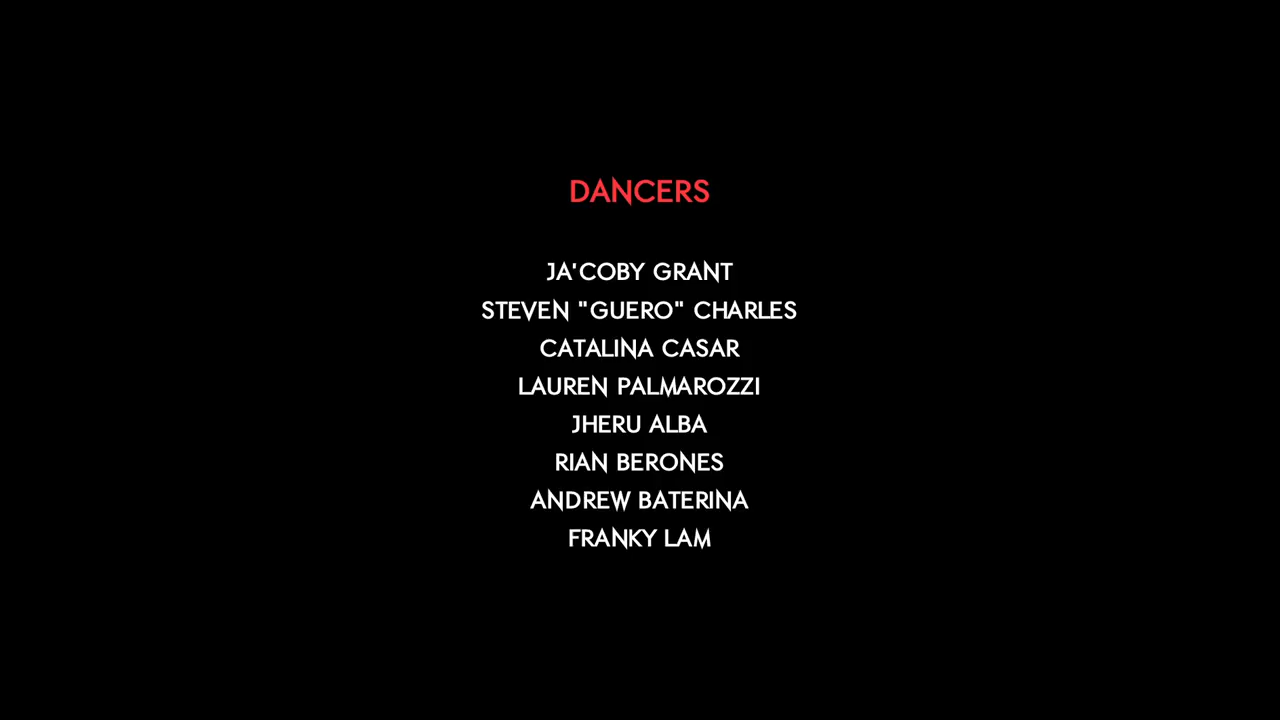 DANCERS
JA'COBY GRANT
STEVEN "GUERO" CHARLES
CATALINA CASAR
LAUREN PALMAROZZI
JHERU ALBA
RIAN BERONES
ANDREW BATERINA
FRANKY LAM